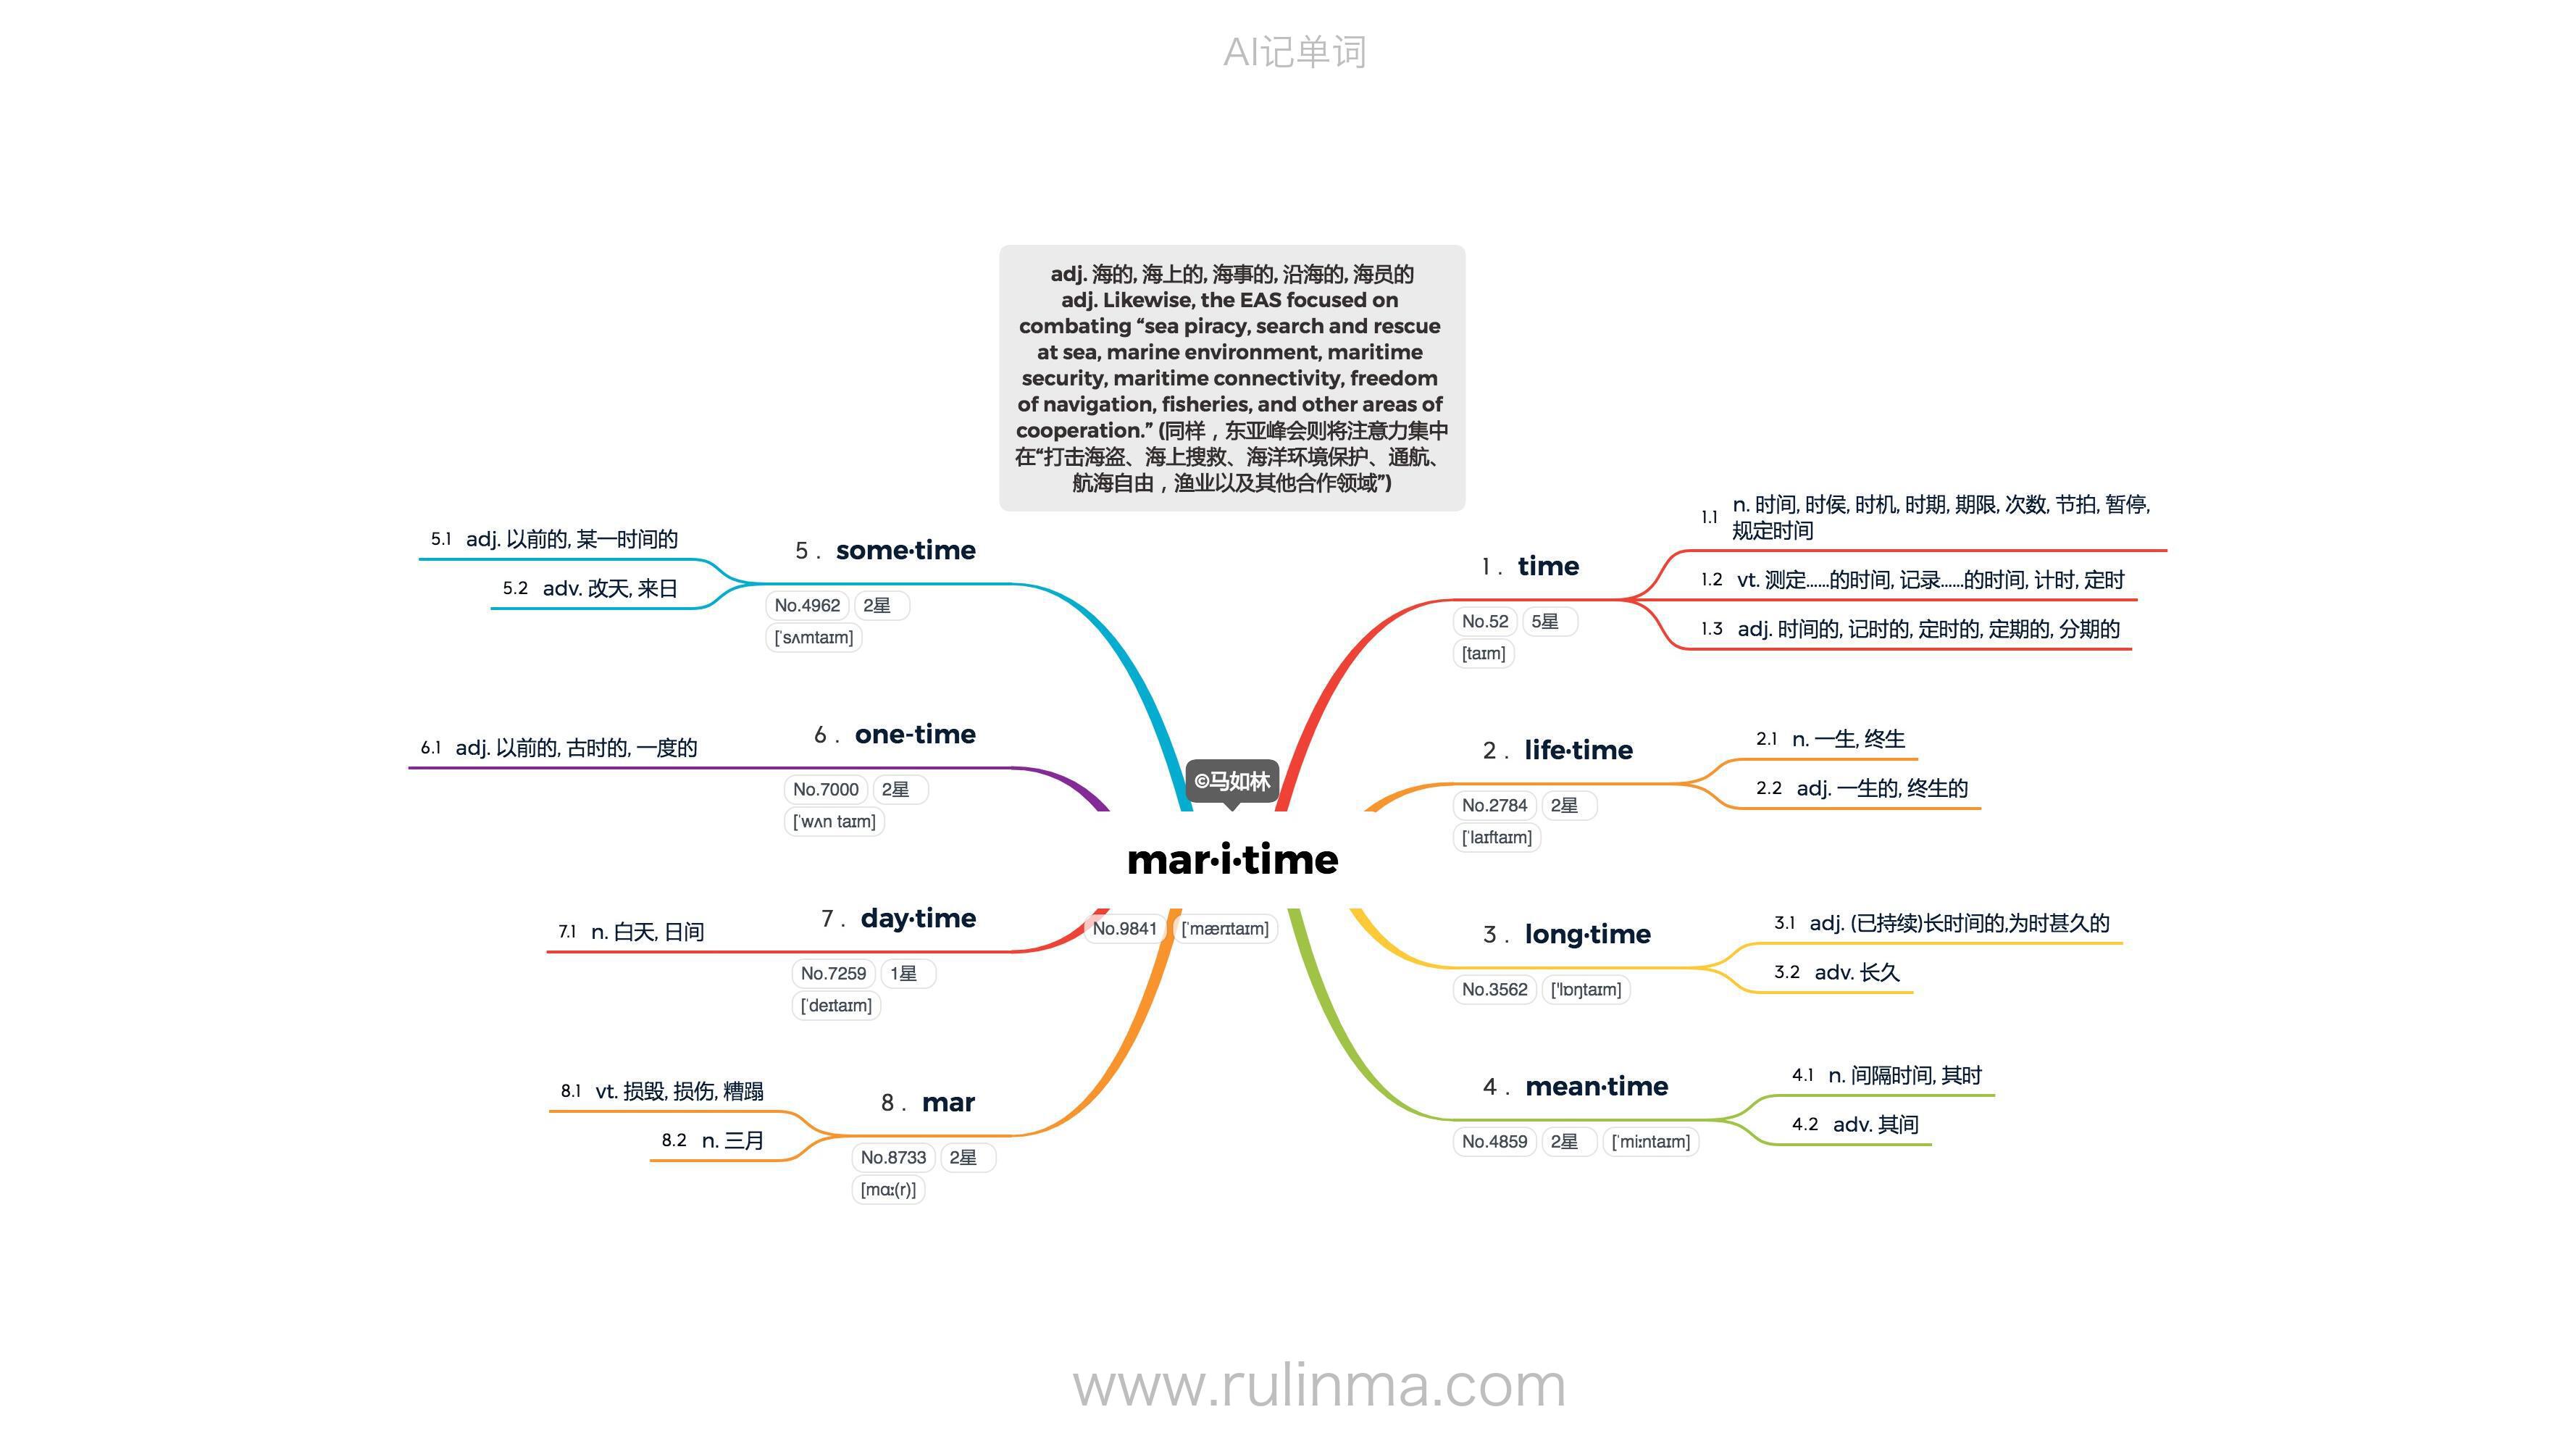 AI记单词
adj. 海的, 海上的, 海事的, 沿海的, 海员的
adj. Likewise, the EAS focused on
combating “sea piracy, search and rescue
at sea, marine environment, maritime
security, maritime connectivity, freedom
of navigation, fisheries, and other areas of
cooperation.” (同样，东亚峰会则将注意力集中
在“打击海盗、海上搜救、海洋环境保护、通航、
航海自由，渔业以及其他合作领域”)
©马如林
mar·i·time
No.9841 [ˈmærɪtaɪm]
1 . time
No.52 5星
[taɪm]
1.1 n. 时间, 时侯, 时机, 时期, 期限, 次数, 节拍, 暂停,
规定时间
1.2 vt. 测定……的时间, 记录……的时间, 计时, 定时
1.3 adj. 时间的, 记时的, 定时的, 定期的, 分期的
2 . life·time
No.2784 2星
[ˈlaɪftaɪm]
2.1 n. 一生, 终生
2.2 adj. 一生的, 终生的
3 . long·time
No.3562 ['lɒŋtaɪm]
3.1 adj. (已持续)长时间的,为时甚久的
3.2 adv. 长久
4 . mean·time
No.4859 2星 [ˈmiːntaɪm]
4.1 n. 间隔时间, 其时
4.2 adv. 其间
5 . some·time
No.4962 2星
[ˈsʌmtaɪm]
5.1 adj. 以前的, 某一时间的
5.2 adv. 改天, 来日
6 . one-time
No.7000 2星
[ˈwʌn taɪm]
6.1 adj. 以前的, 古时的, 一度的
7 . day·time
No.7259 1星
[ˈdeɪtaɪm]
7.1 n. 白天, 日间
8 . mar
No.8733 2星
[mɑː(r)]
8.1 vt. 损毁, 损伤, 糟蹋
8.2 n. 三月
www.rulinma.com